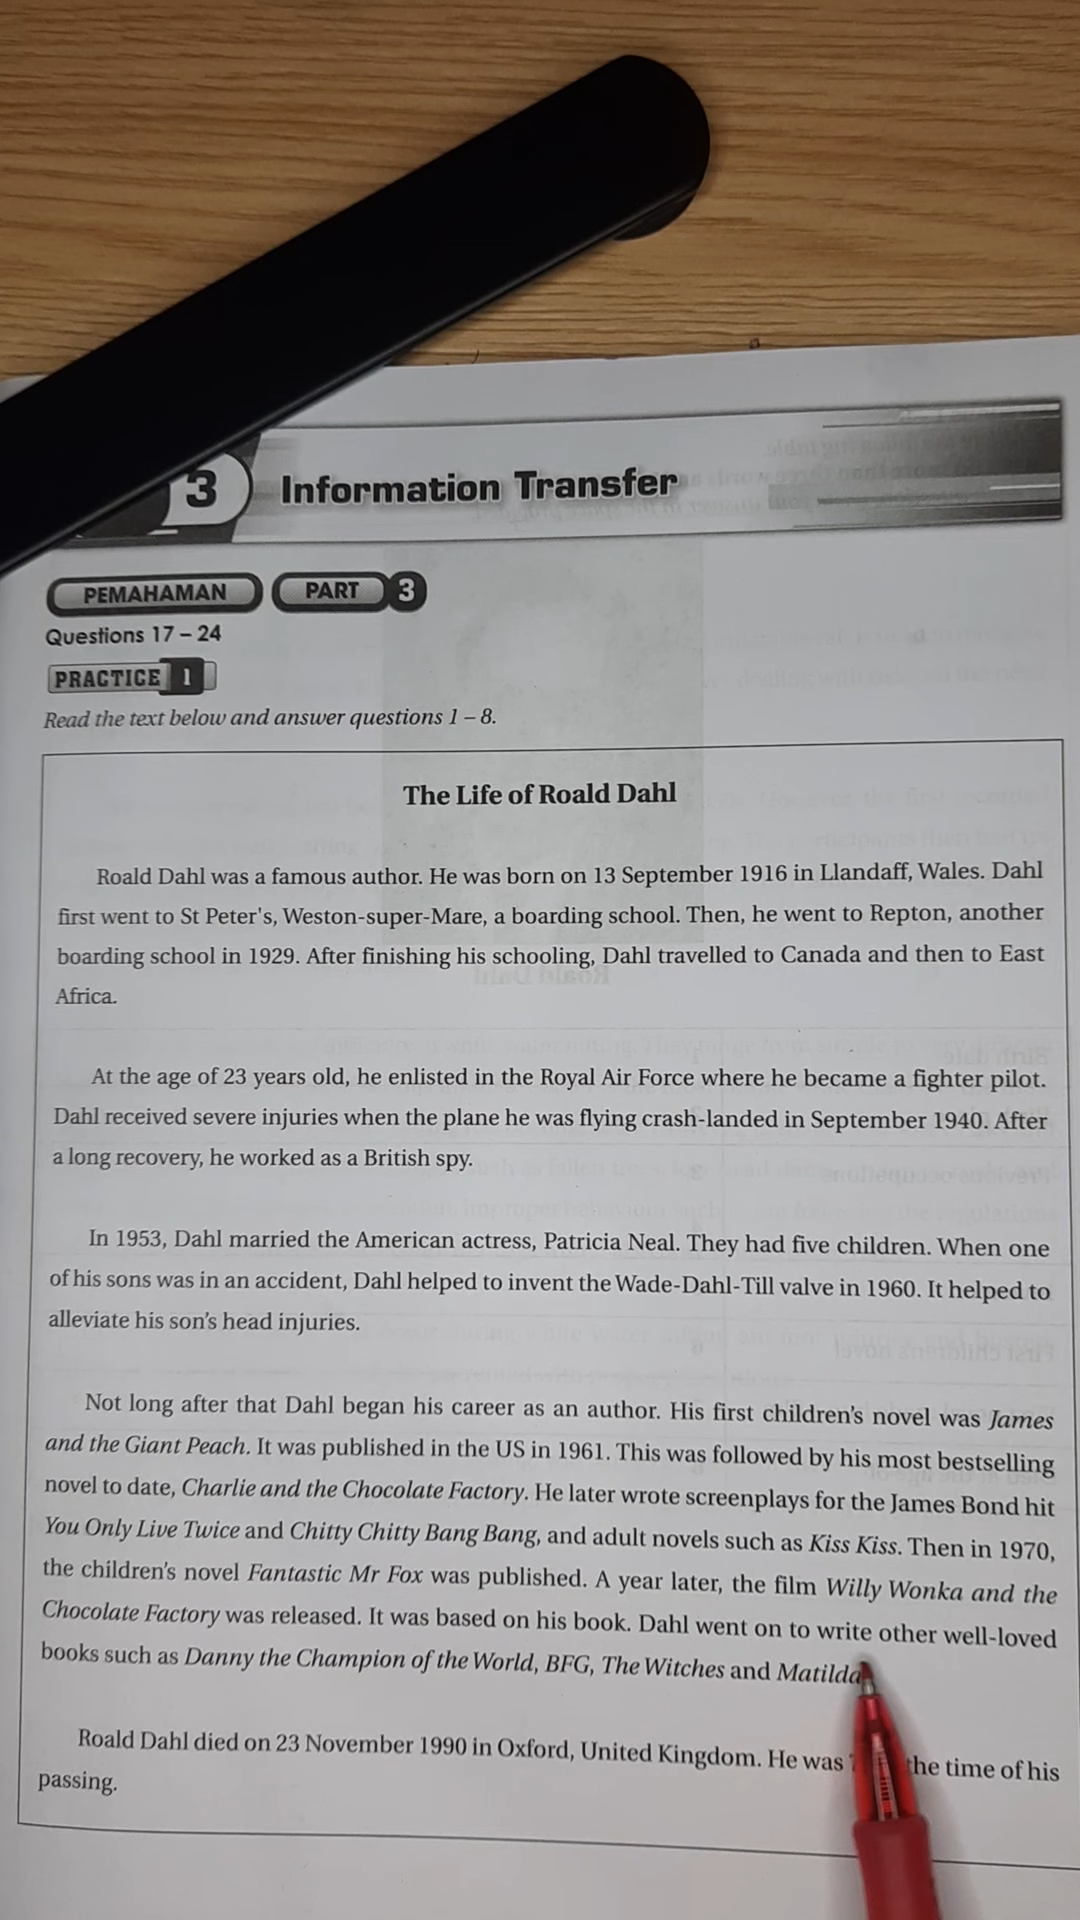 3 Information Transfer
PEMAHAMAN PART 3
Questions 17 – 24
PRACTICE 1
Read the text below and answer questions 1 – 8.
The Life of Roald Dahl
Roald Dahl was a famous author. He was born on 13 September 1916 in Llandaff, Wales. Dahl
first went to St Peter's, Weston-super-Mare, a boarding school. Then, he went to Repton, another
boarding school in 1929. After finishing his schooling, Dahl travelled to Canada and then to East
Africa.
At the age of 23 years old, he enlisted in the Royal Air Force where he became a fighter pilot.
Dahl received severe injuries when the plane he was flying crash-landed in September 1940. After
a long recovery, he worked as a British spy.
In 1953, Dahl married the American actress, Patricia Neal. They had five children. When one
of his sons was in an accident, Dahl helped to invent the Wade-Dahl-Till valve in 1960. It helped to
alleviate his son's head injuries.
Not long after that Dahl began his career as an author. His first children's novel was James
and the Giant Peach. It was published in the US in 1961. This was followed by his most bestselling
novel to date, Charlie and the Chocolate Factory. He later wrote screenplays for the James Bond hit
You Only Live Twice and Chitty Chitty Bang Bang, and adult novels such as Kiss Kiss. Then in 1970,
the children's novel Fantastic Mr Fox was published. A year later, the film Willy Wonka and the
Chocolate Factory was released. It was based on his book. Dahl went on to write other well-loved
books such as Danny the Champion of the World, BFG, The Witches and Matilda
Roald Dahl died on 23 November 1990 in Oxford, United Kingdom. He was the time of his
passing.